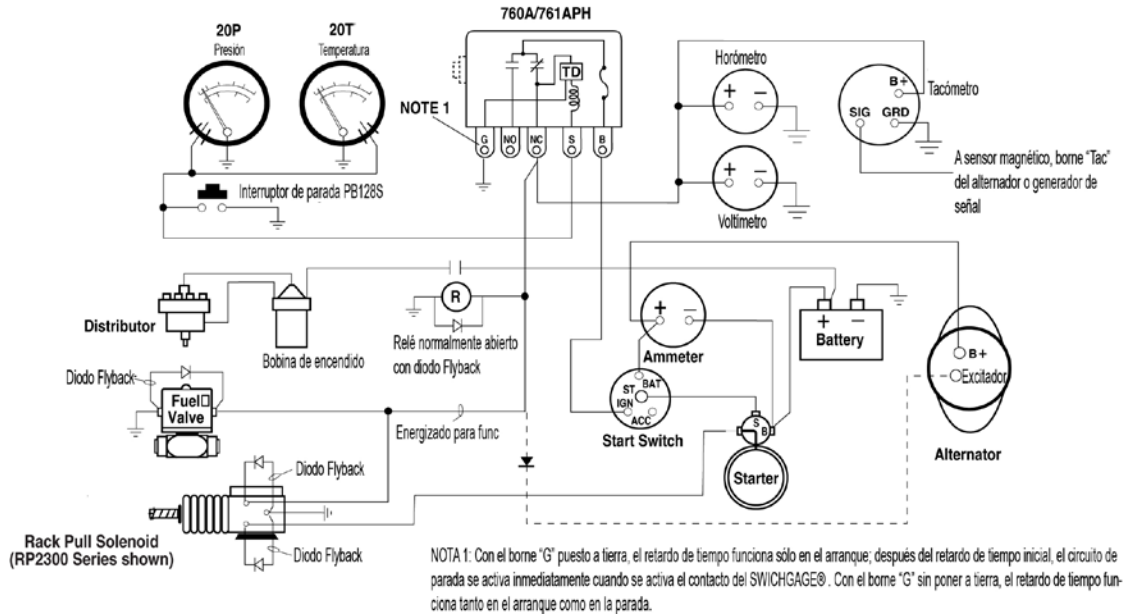 760A/761APH
20P
Presión
20T
Temperatura
TD
NOTE 1
G
NO
NC
S
B
Interruptor de parada PB128S
Horómetro
+ −
+ −
Voltímetro
B+
SIG GRD
Tacómetro
A sensor magnético, borne “Tac”
del alternador o generador de
señal
Distributor
Bobina de encendido
R
Relé normalmente abierto
con diodo Flyback
+ −
Ammeter
+ −
Battery
Diodo Flyback
Fuel
Valve
Energizado para func
ST BAT
IGN
ACC
Start Switch
S
B
Starter
B+
Excitador
Alternator
Diodo Flyback
Diodo Flyback
Rack Pull Solenoid
(RP2300 Series shown)
NOTA 1: Con el borne “G” puesto a tierra, el retardo de tiempo funciona sólo en el arranque; después del retardo de tiempo inicial, el circuito de
parada se activa inmediatamente cuando se activa el contacto del SWICHGAGE® . Con el borne “G” sin poner a tierra, el retardo de tiempo fun-
ciona tanto en el arranque como en la parada.